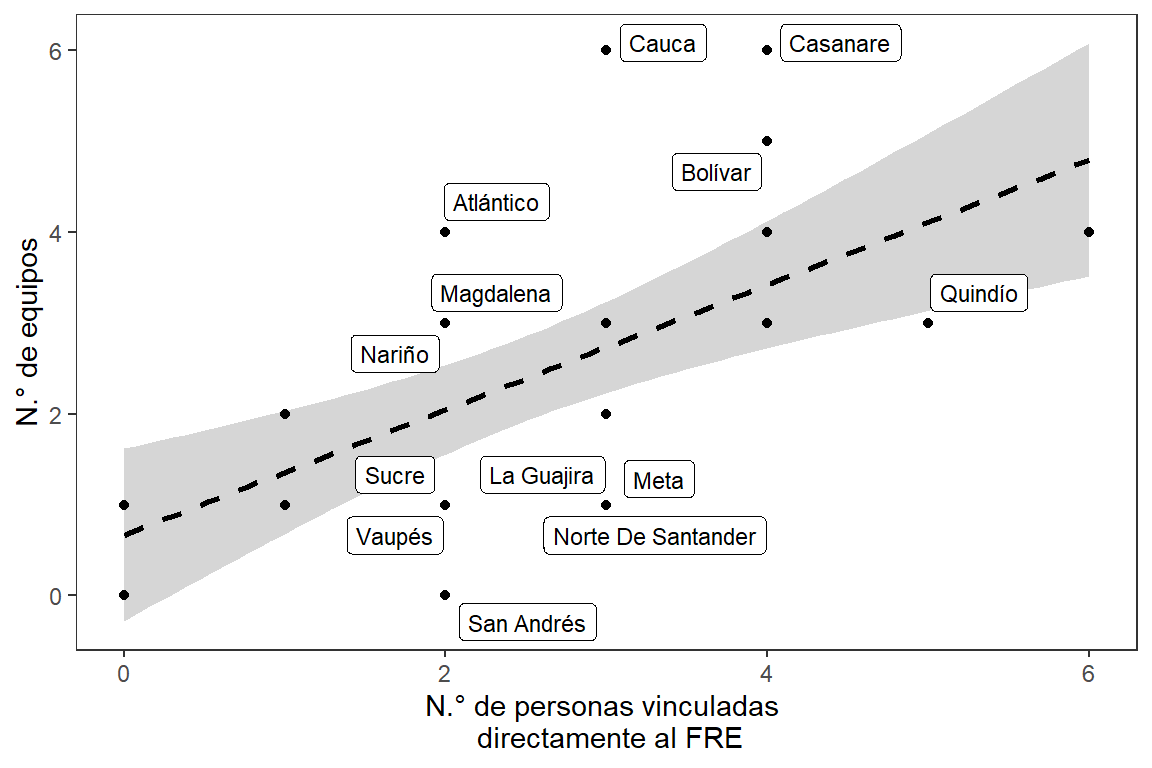 N.° de equipos
6
4
2
0
Cauca
Casanare
Bolívar
Atlántico
Magdalena
Quindío
Nariño
Sucre
La Guajira
Meta
Vaupés
Norte De Santander
San Andrés
0
2
4
6
N.° de personas vinculadas
directamente al FRE